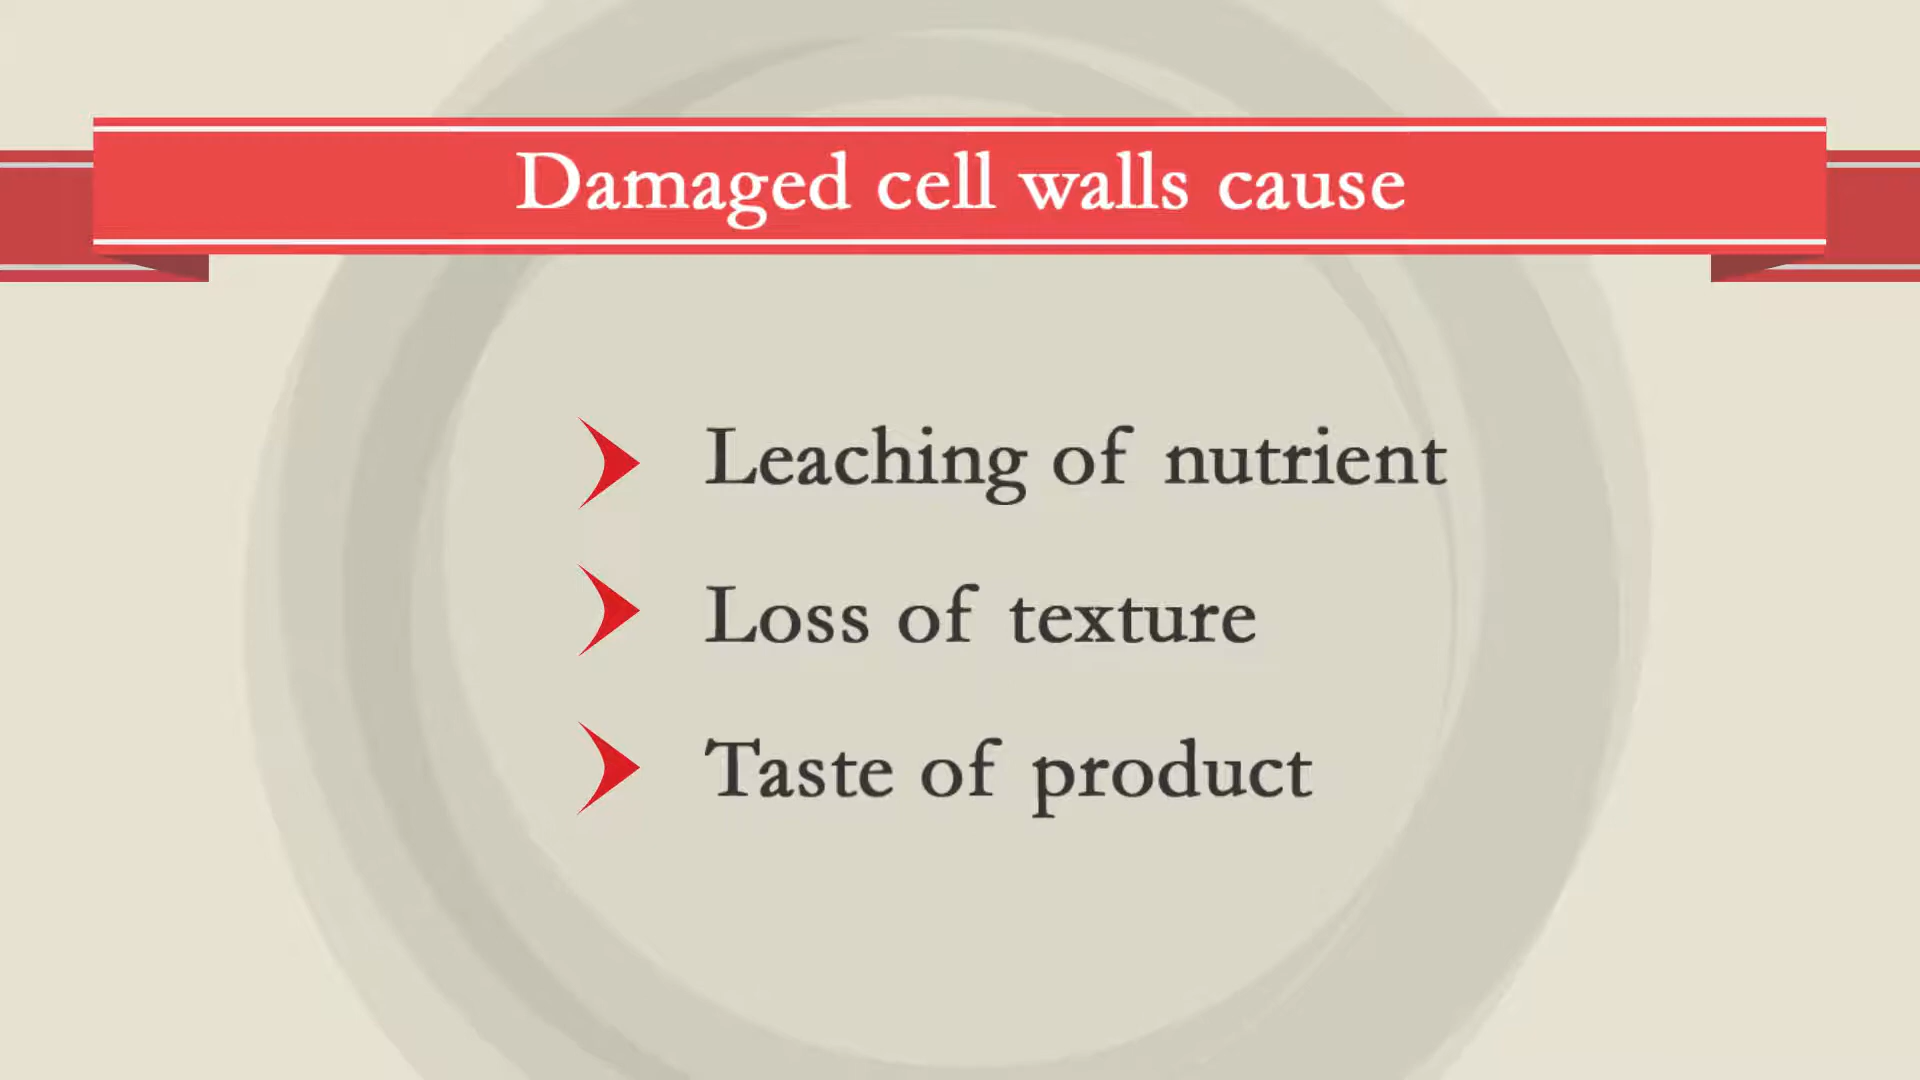 Damaged cell walls cause
Leaching of nutrient
Loss of texture
Taste of product